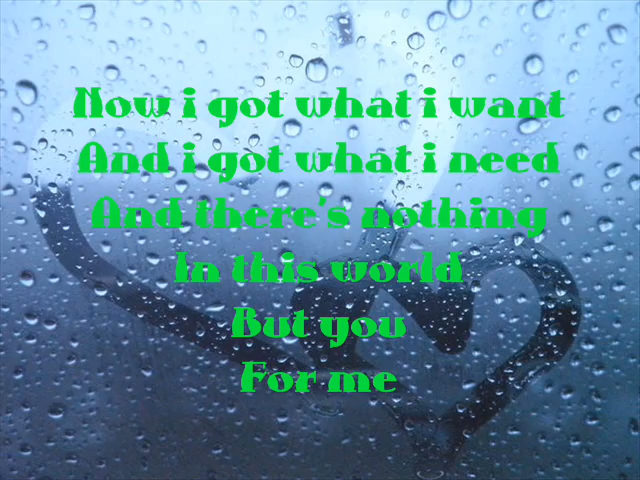 Now i got what i want
And i got what i need
And there's nothing
In this world
But you
For me